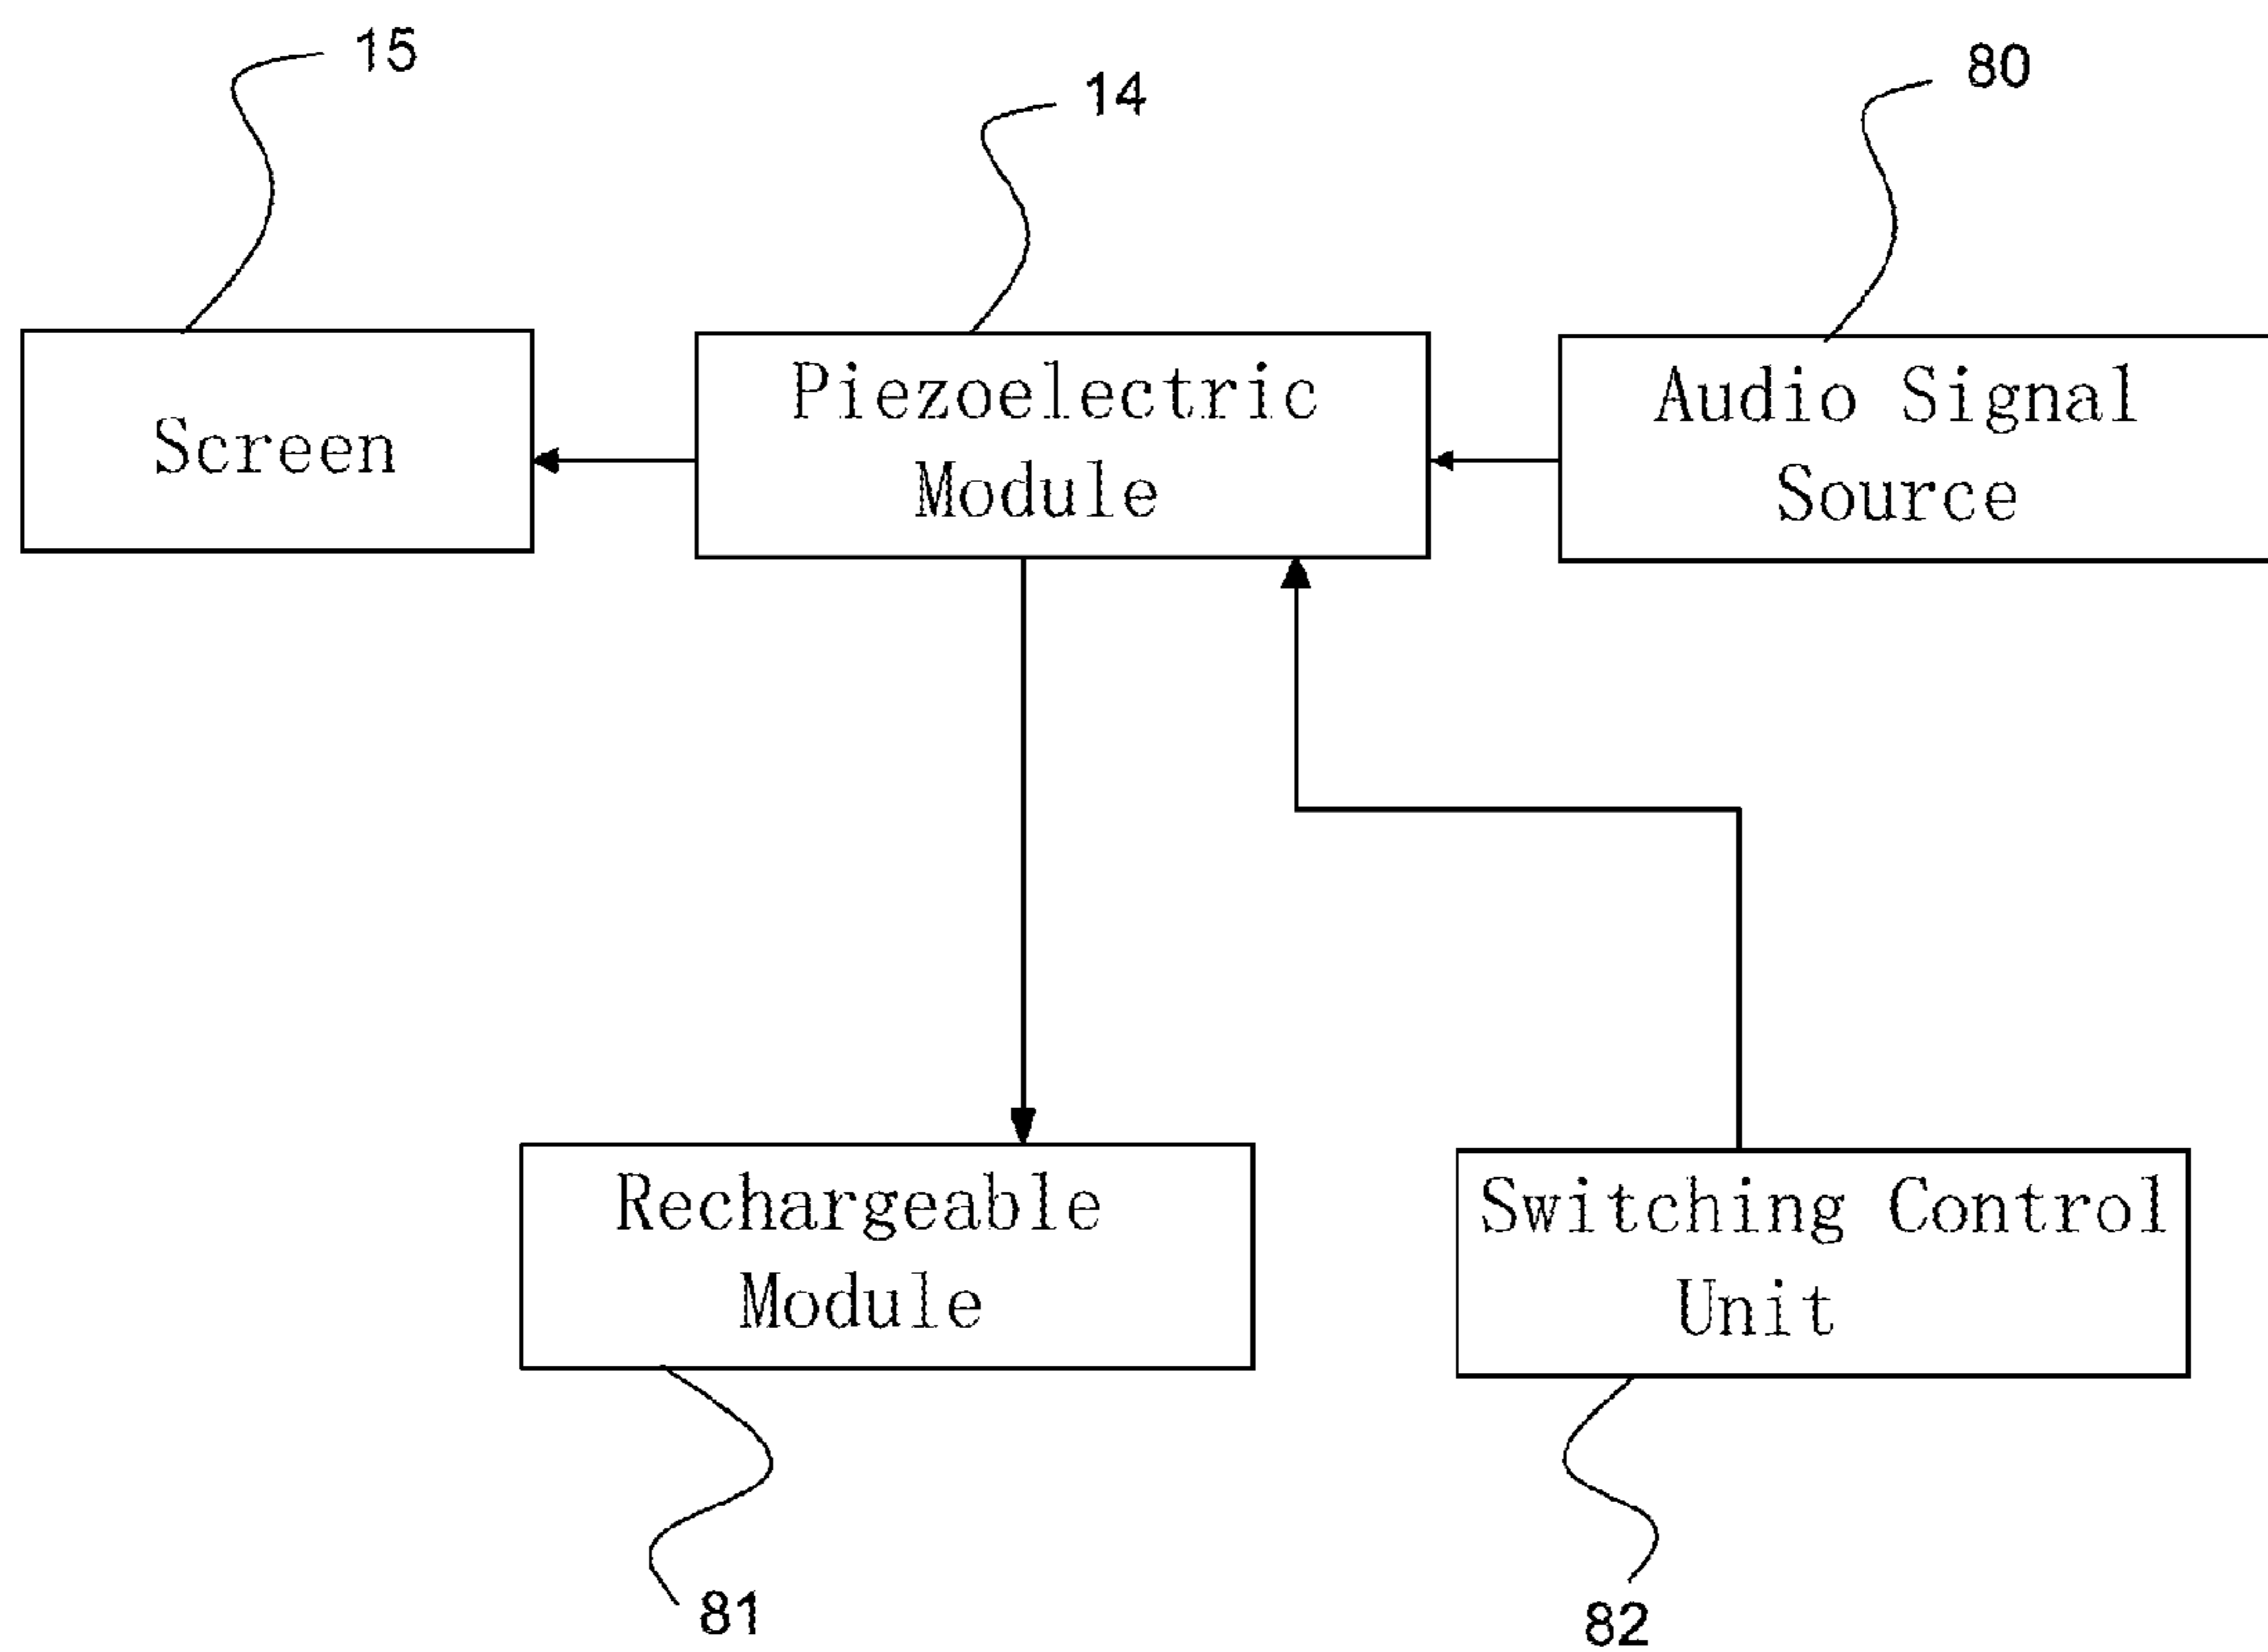 15
14
80
Screen
Piezoelectric
Module
Audio Signal
Source
Rechargeable
Module
Switching Control
Unit
81
82